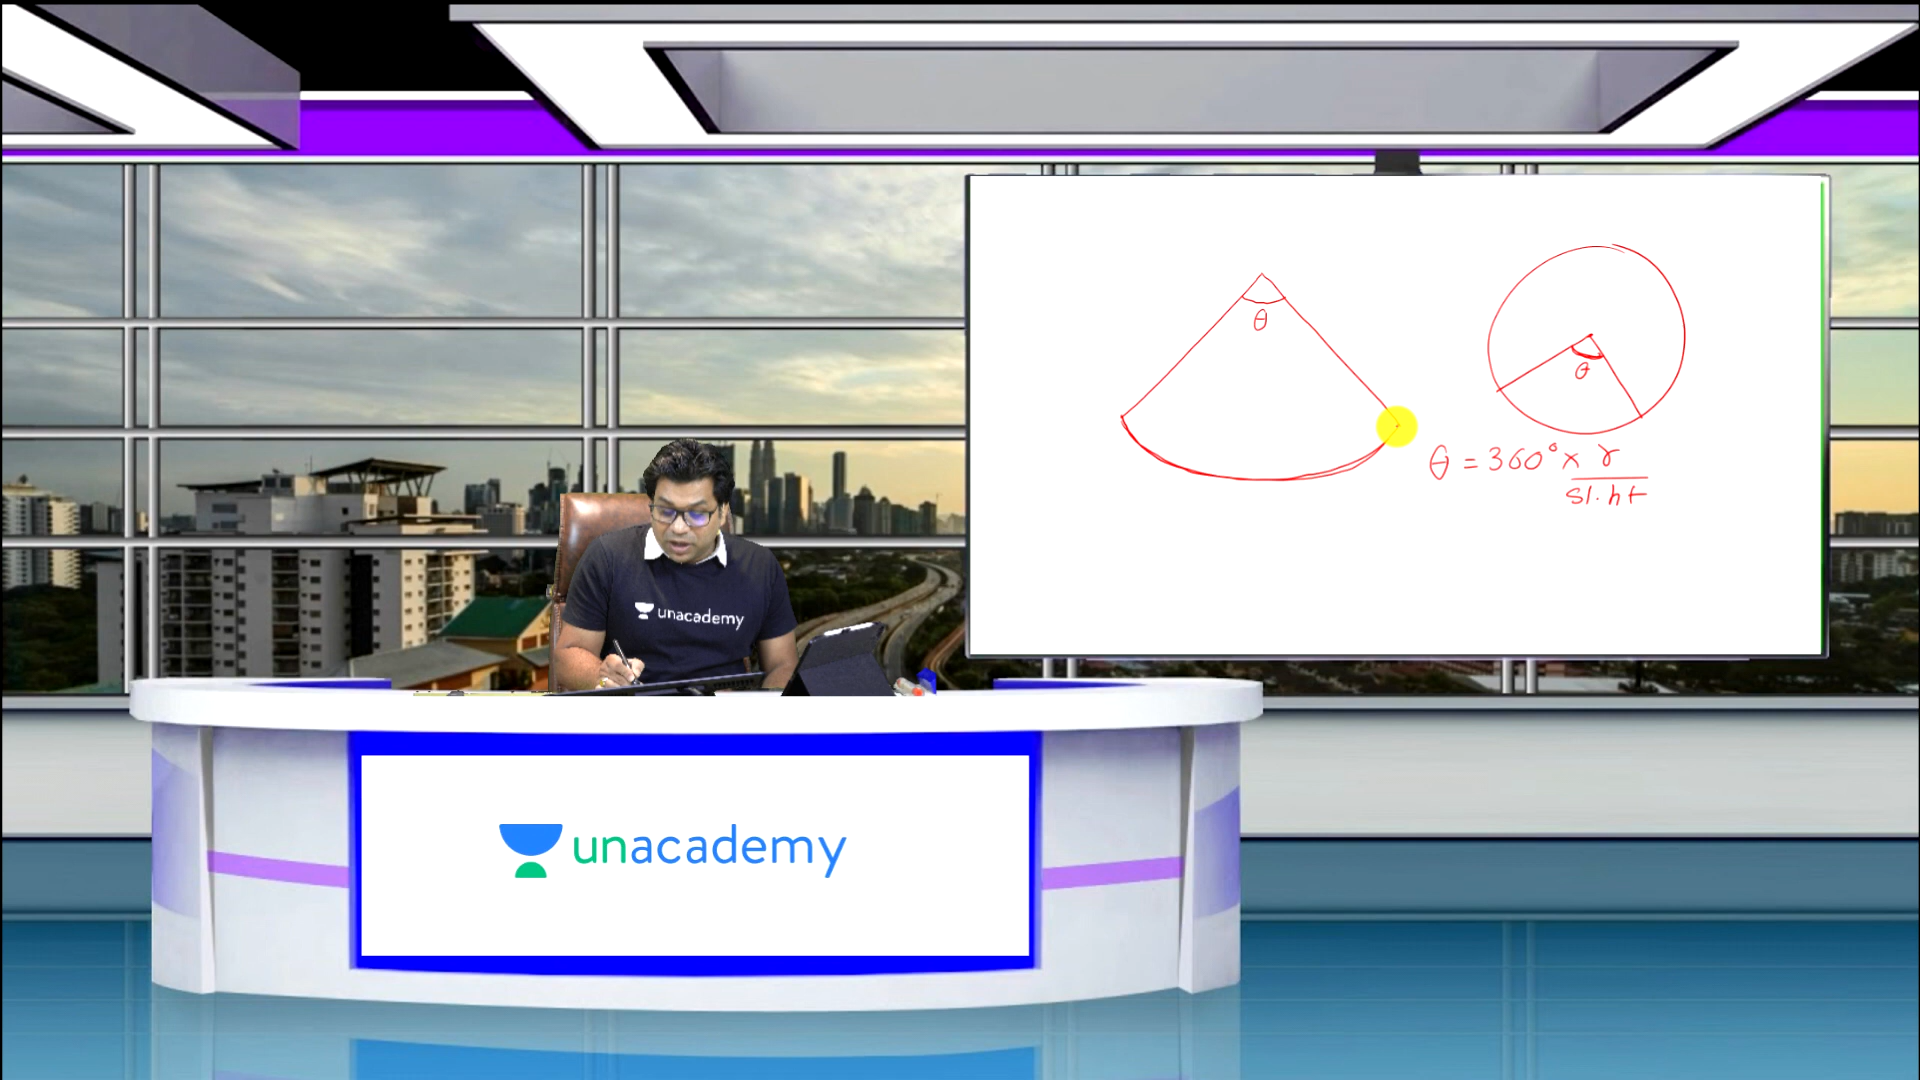 θ
θ
θ = 360° × r
sl. ht
unacademy
unacademy